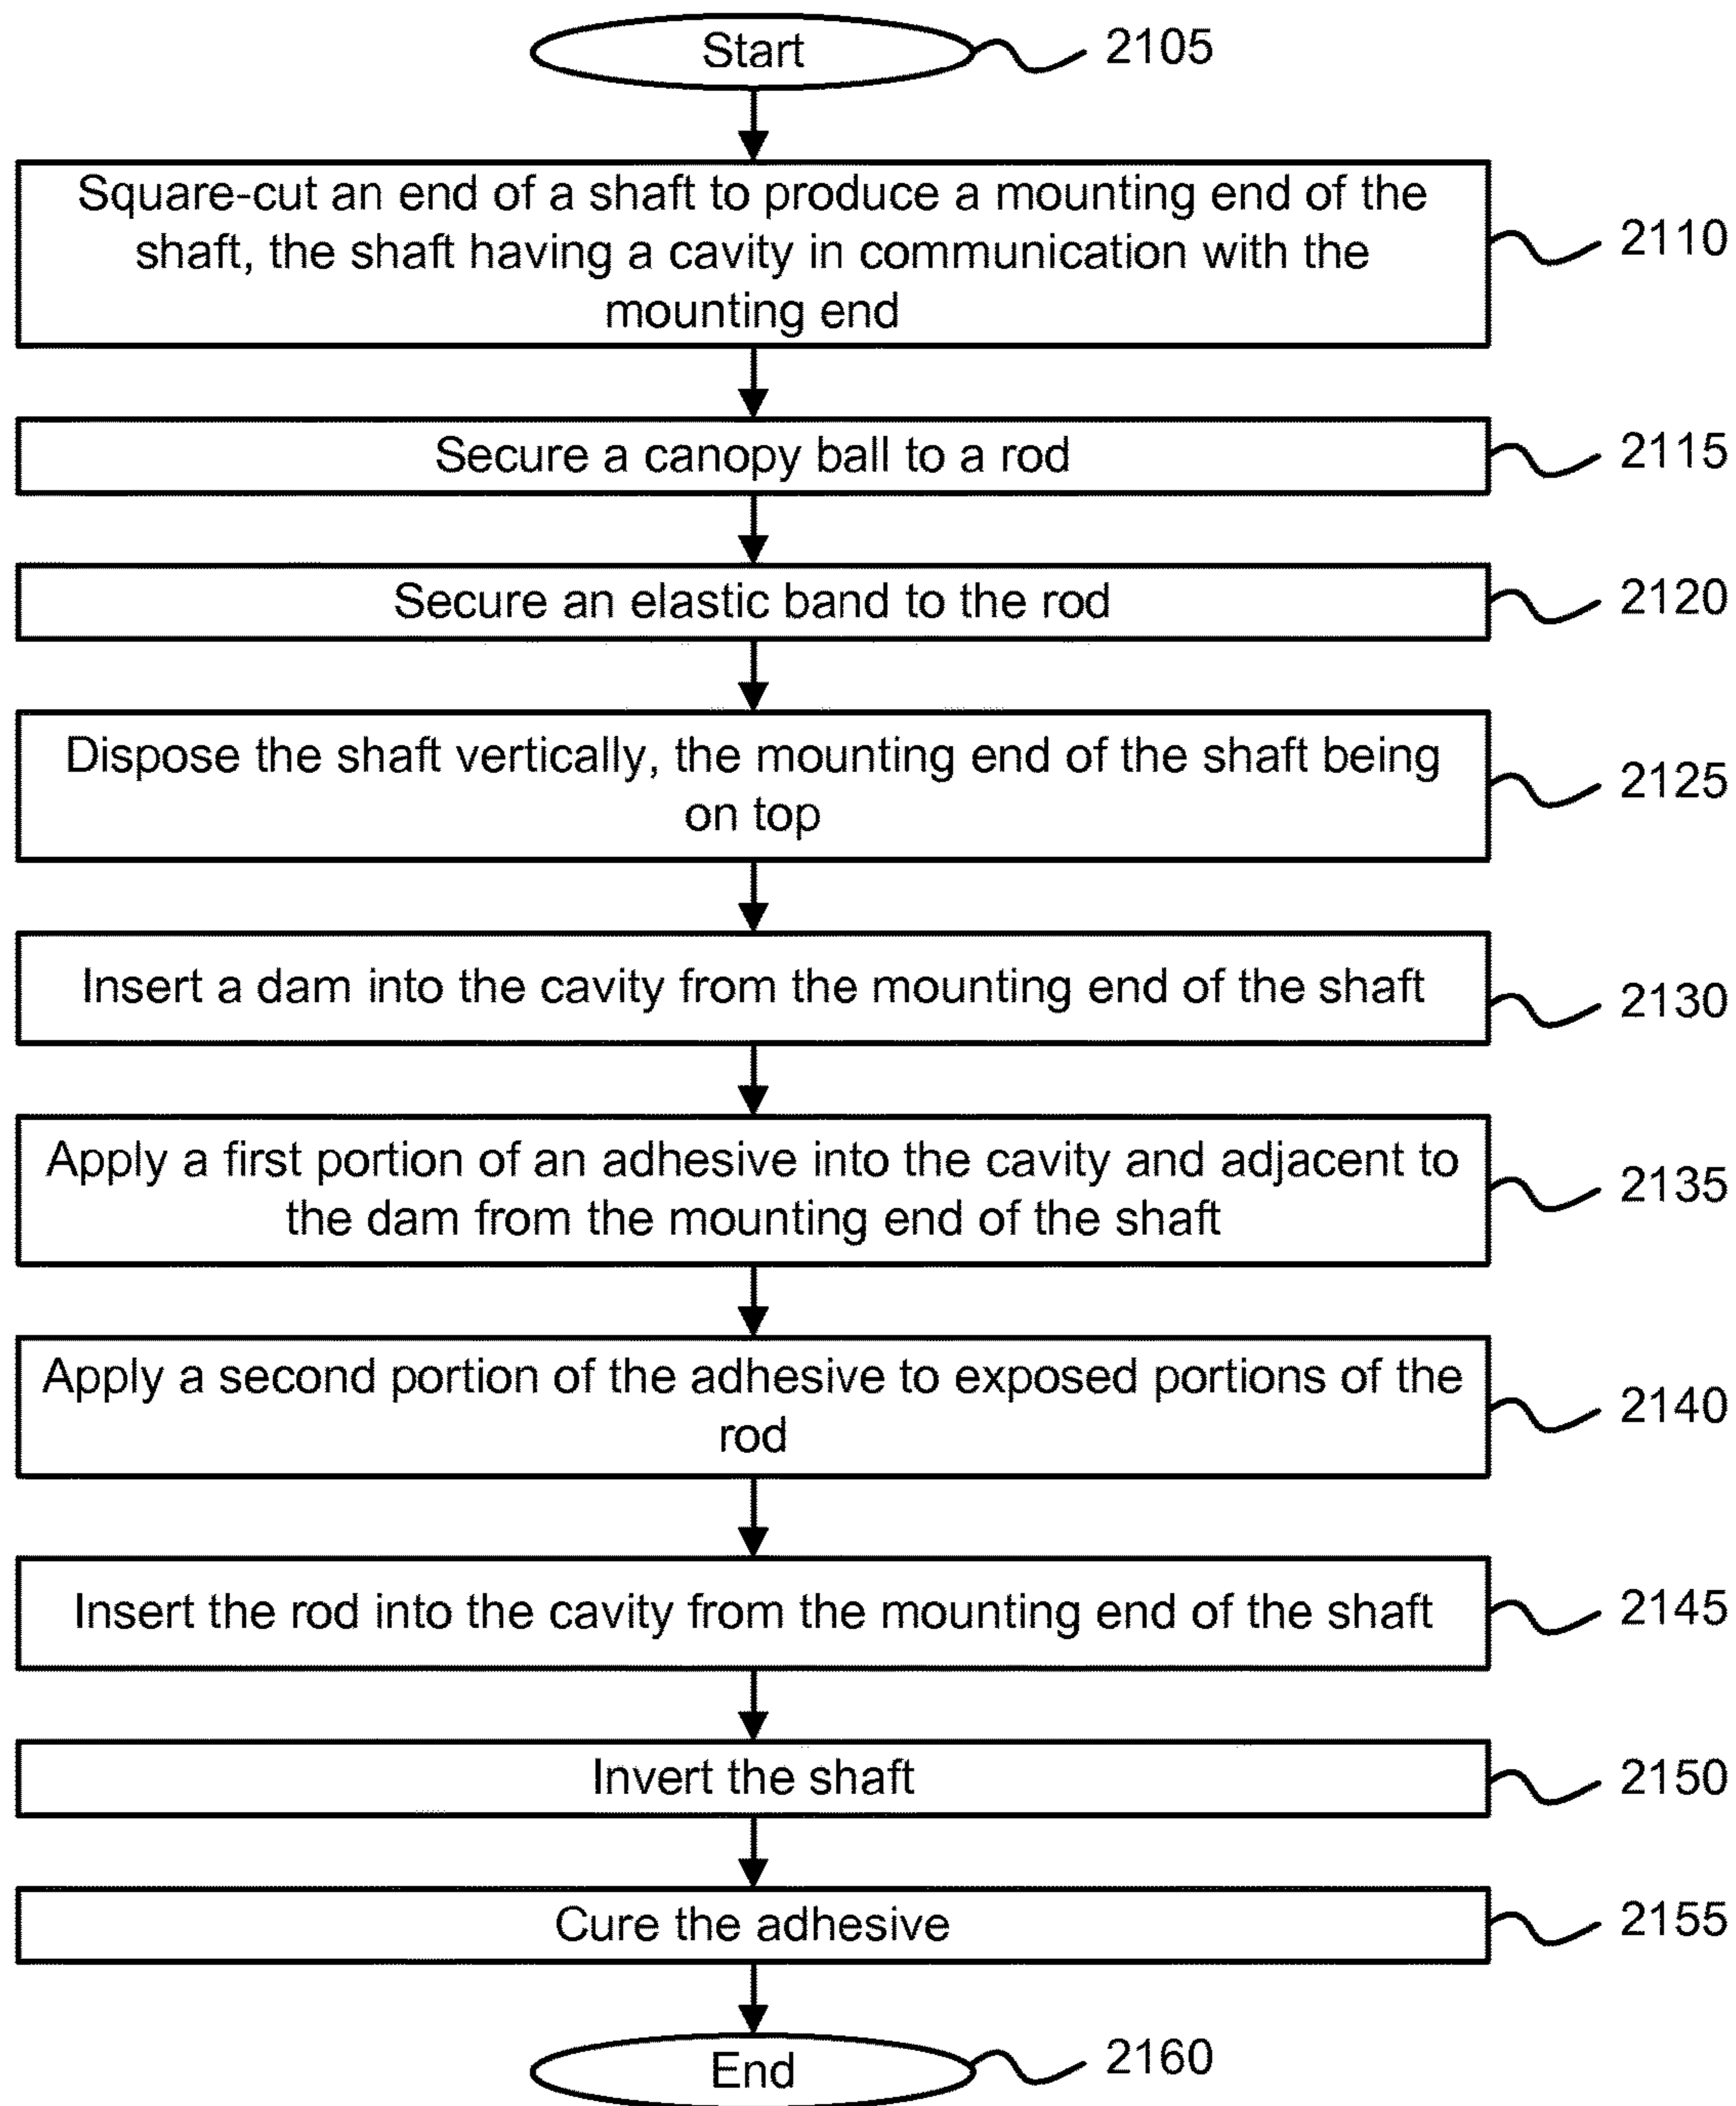 Start
2105
Square-cut an end of a shaft to produce a mounting end of the
shaft, the shaft having a cavity in communication with the
mounting end
2110
Secure a canopy ball to a rod
2115
Secure an elastic band to the rod
2120
Dispose the shaft vertically, the mounting end of the shaft being
on top
2125
Insert a dam into the cavity from the mounting end of the shaft
2130
Apply a first portion of an adhesive into the cavity and adjacent to
the dam from the mounting end of the shaft
2135
Apply a second portion of the adhesive to exposed portions of the
rod
2140
Insert the rod into the cavity from the mounting end of the shaft
2145
Invert the shaft
2150
Cure the adhesive
2155
End
2160